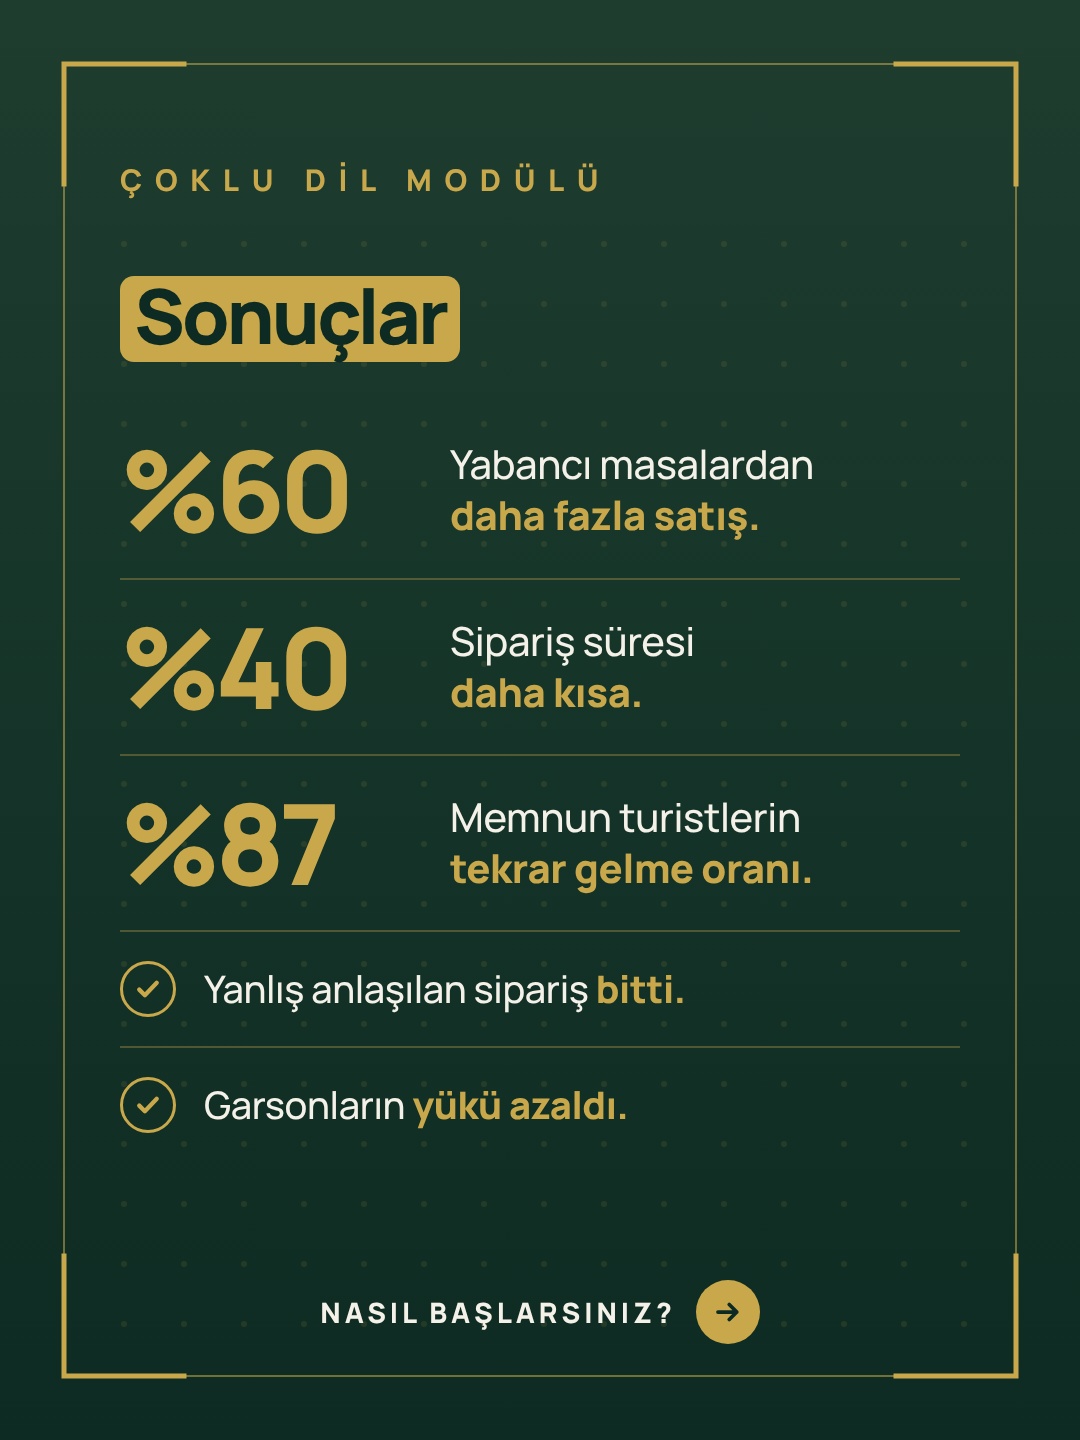 ÇOKLU DİL MODÜLÜ
Sonuçlar
%60
Yabancı masalardan
daha fazla satış.
%40
Sipariş süresi
daha kısa.
%87
Memnun turistlerin
tekrar gelme oranı.
Yanlış anlaşılan sipariş bitti.
Garsonların yükü azaldı.
NASIL BAŞLARSINIZ?